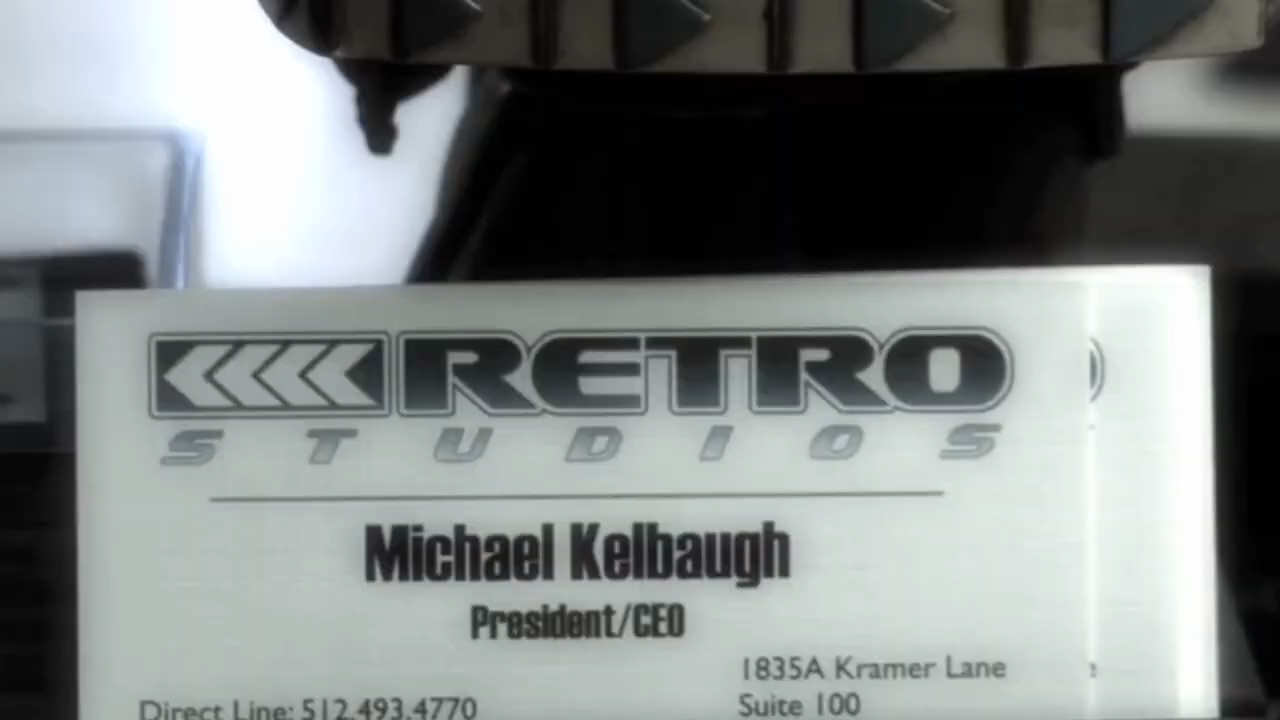 RETRO
STUDIOS
Michael Kelbaugh
President/CEO
1835A Kramer Lane
Direct Line: 512.493.4770
Suite 100